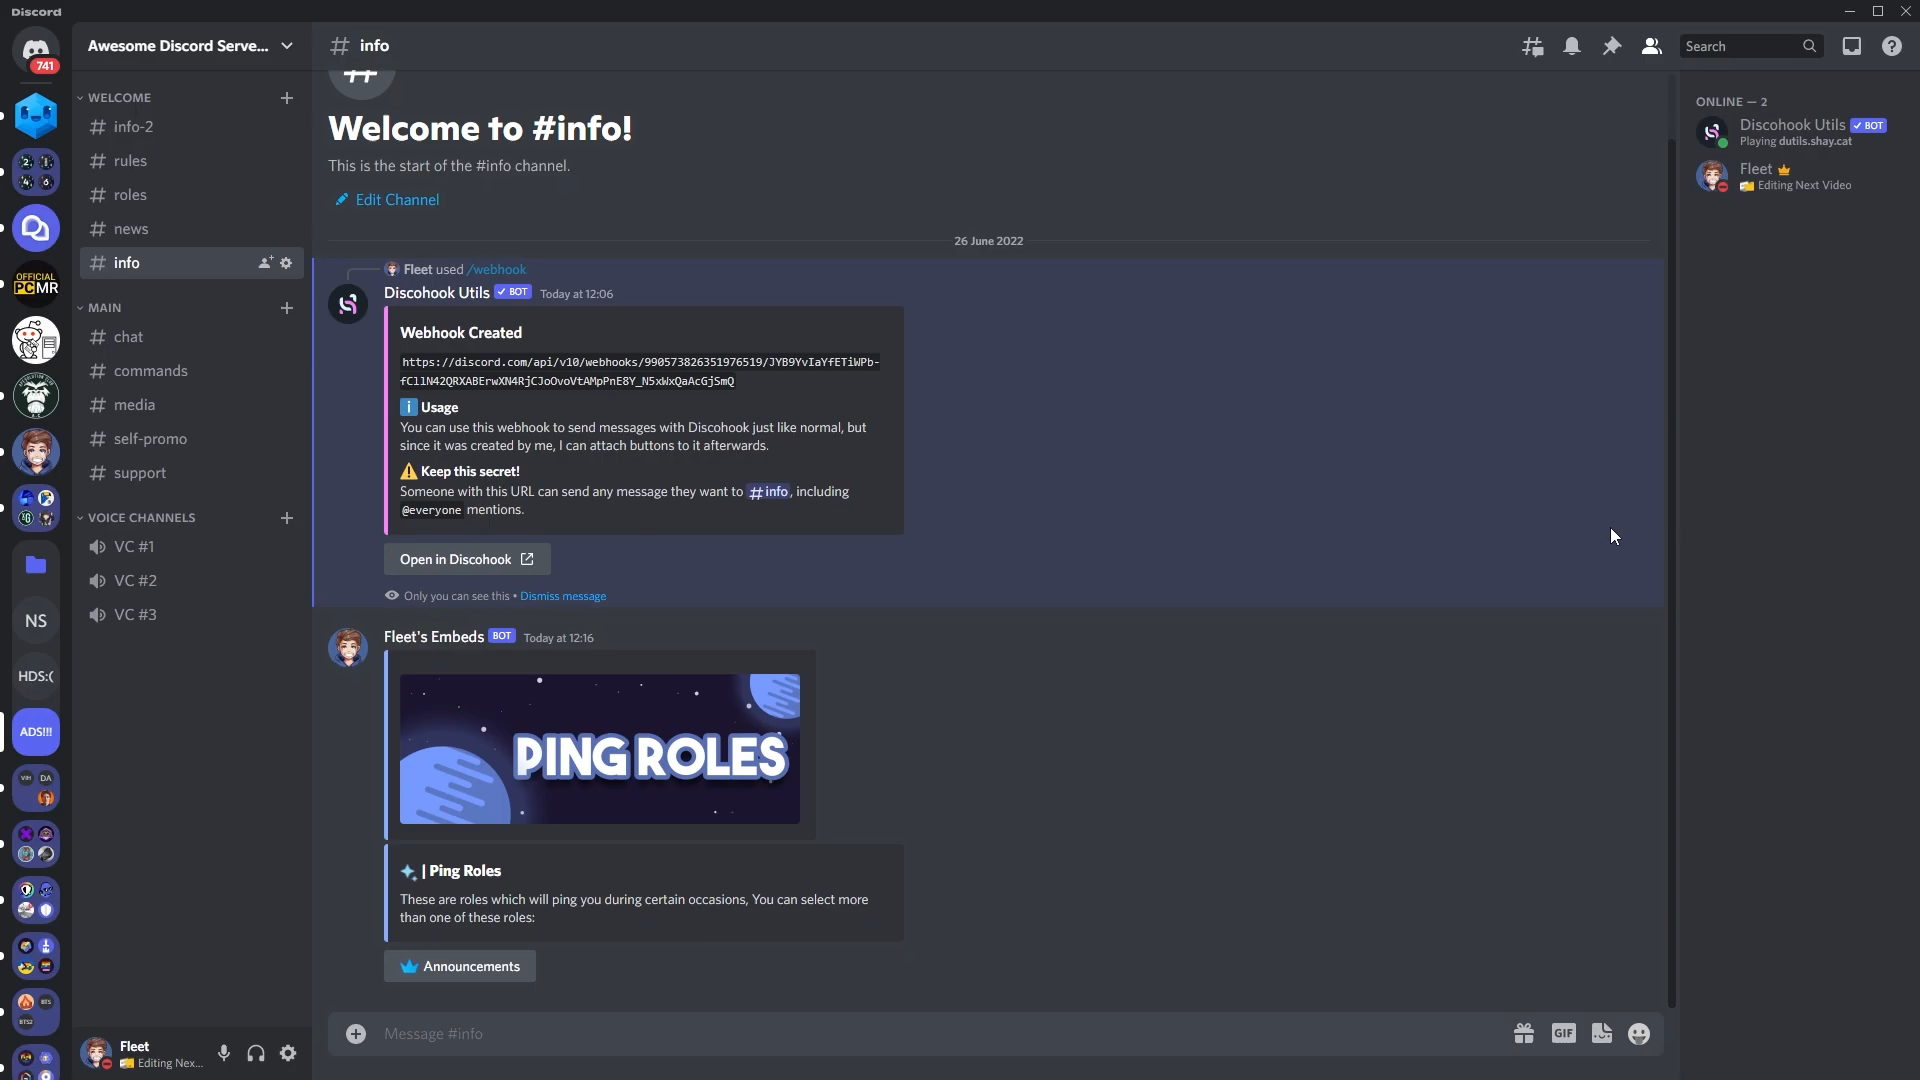 Discord
741
OFFICIAL
PCMR
NS
HDS:(
ADS!!!
VIH
DA
BTS
BTS2
Awesome Discord Serve...
WELCOME
info-2
rules
roles
news
info
MAIN
chat
commands
media
self-promo
support
VOICE CHANNELS
VC #1
VC #2
VC #3
Fleet
Editing Nex...
# info
Search
Welcome to #info!
This is the start of the #info channel.
Edit Channel
26 June 2022
Fleet used /webhook
Discohook Utils ✓ BOT Today at 12:06
Webhook Created
https://discord.com/api/v10/webhooks/990573826351976519/JYB9YvIaYfETiWPb-
fCllN42QRXABErwXN4RjCJoOvoVtAMpPnE8Y_N5xWxQaAcGjSmQ
i Usage
You can use this webhook to send messages with Discohook just like normal, but
since it was created by me, I can attach buttons to it afterwards.
Keep this secret!
Someone with this URL can send any message they want to #info, including
@everyone mentions.
Open in Discohook
Only you can see this • Dismiss message
Fleet's Embeds BOT Today at 12:16
PING ROLES
| Ping Roles
These are roles which will ping you during certain occasions, You can select more
than one of these roles:
Announcements
Message #info
GIF
ONLINE — 2
Discohook Utils ✓ BOT
Playing dutils.shay.cat
Fleet
Editing Next Video